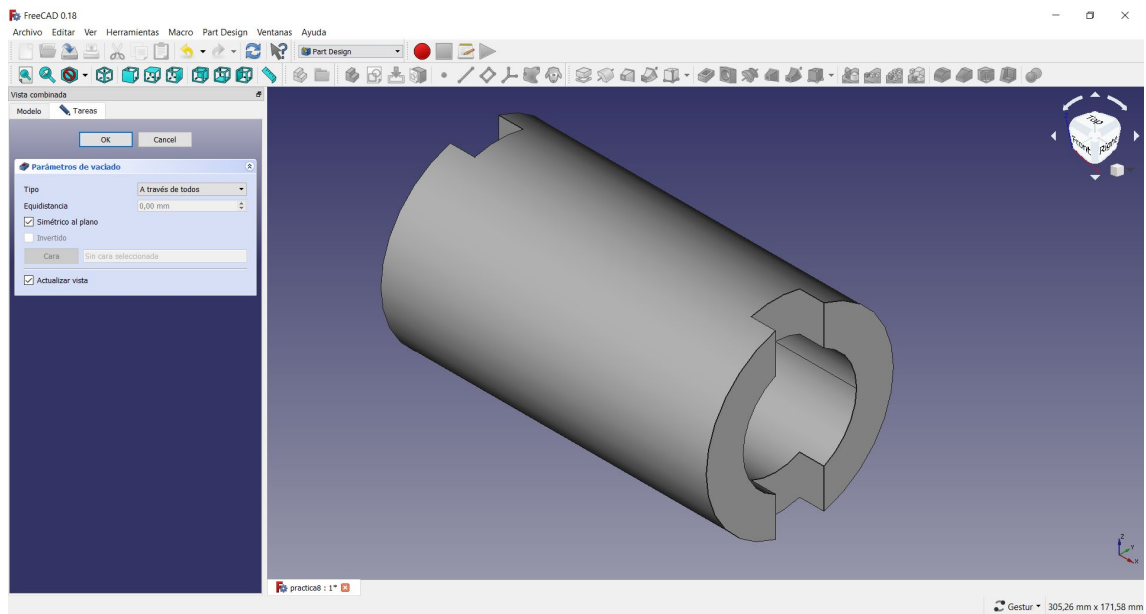 FreeCAD 0.18
Archivo Editar Ver Herramientas Macro Part Design Ventanas Ayuda
Part Design
Vista combinada
Modelo Tareas
OK Cancel
Parámetros de vaciado
Tipo A través de todos
Equidistancia 0,00 mm
Simétrico al plano
Invertido
Cara Sin cara seleccionada
Actualizar vista
Top
Front Right
Z
Y
X
practica8 : 1*
Gestur 305,26 mm x 171,58 mm